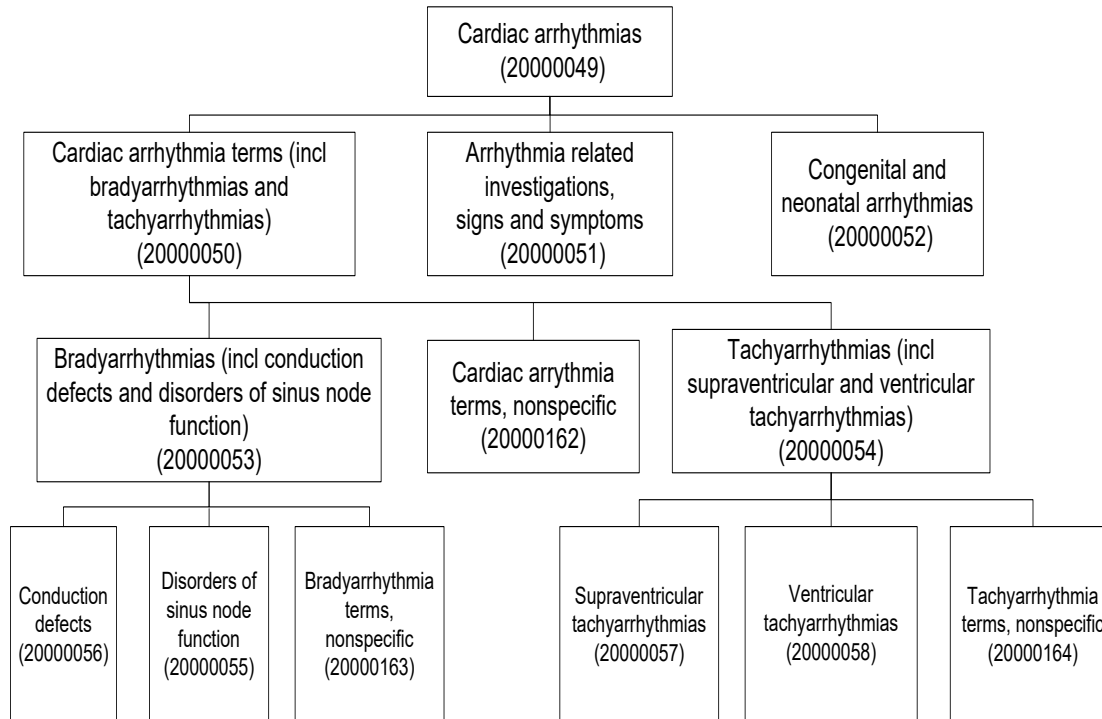 Cardiac arrhythmias
(20000049)
Cardiac arrhythmia terms (incl
bradyarrhythmias and
tachyarrhythmias)
(20000050)
Arrhythmia related
investigations,
signs and symptoms
(20000051)
Congenital and
neonatal arrhythmias
(20000052)
Bradyarrhythmias (incl conduction
defects and disorders of sinus node
function)
(20000053)
Cardiac arrythmia
terms, nonspecific
(20000162)
Tachyarrhythmias (incl
supraventricular and ventricular
tachyarrhythmias)
(20000054)
Conduction
defects
(20000056)
Disorders of
sinus node
function
(20000055)
Bradyarrhythmia
terms,
nonspecific
(20000163)
Supraventricular
tachyarrhythmias
(20000057)
Ventricular
tachyarrhythmias
(20000058)
Tachyarrhythmia
terms, nonspecific
(20000164)